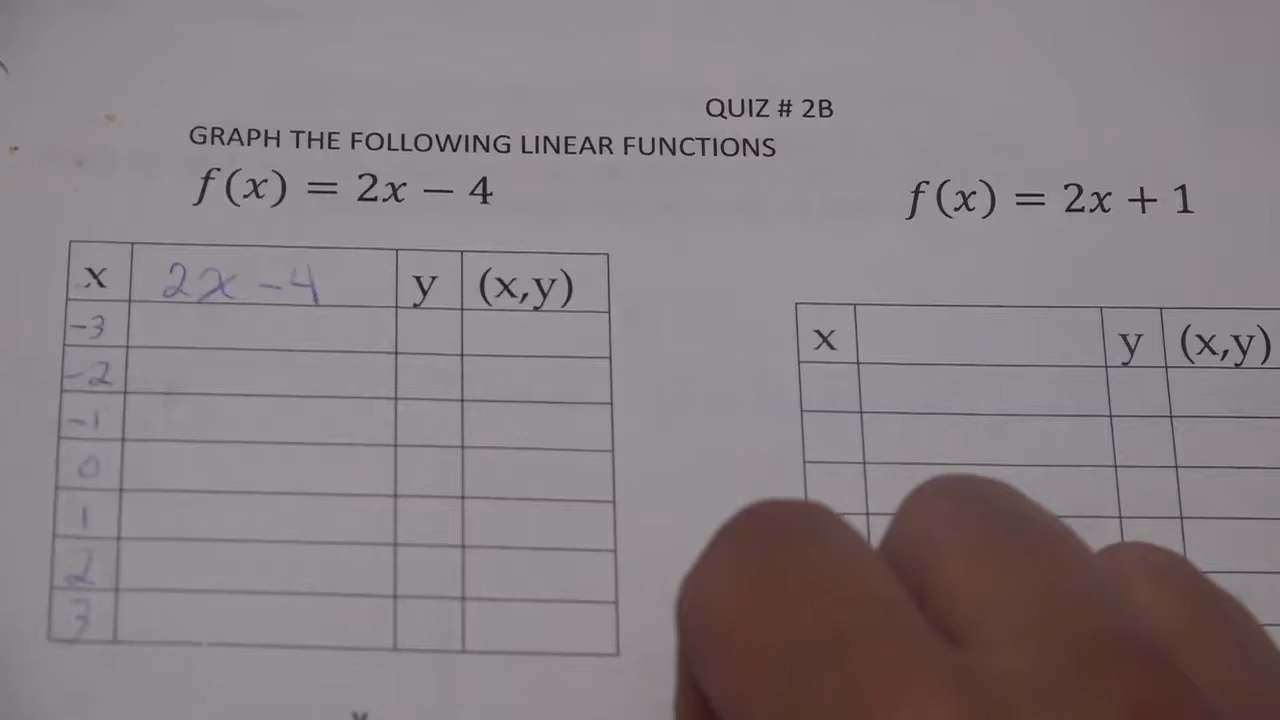 QUIZ # 2B
GRAPH THE FOLLOWING LINEAR FUNCTIONS
f(x) = 2x − 4
f(x) = 2x + 1
x 2x -4 y (x,y)
-3
-2
-1
0
1
2
3
x y (x,y)
y